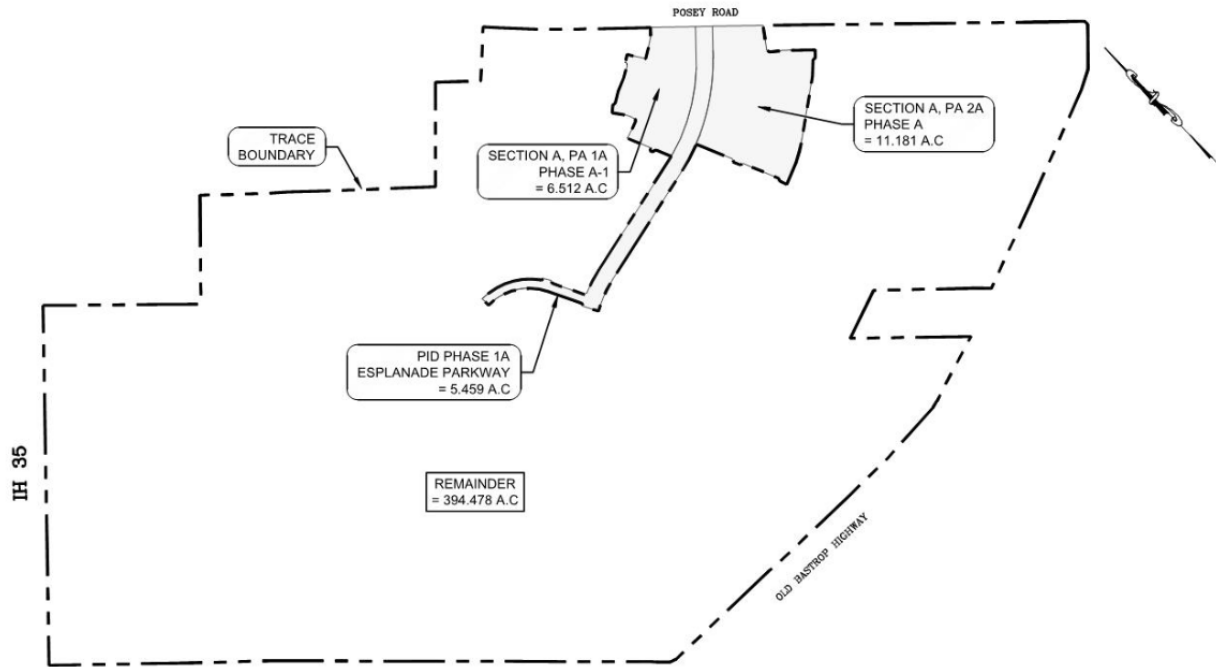 POSEY ROAD
TRACE
BOUNDARY
SECTION A, PA 1A
PHASE A-1
= 6.512 A.C
SECTION A, PA 2A
PHASE A
= 11.181 A.C
PID PHASE 1A
ESPLANADE PARKWAY
= 5.459 A.C
IH 35
REMAINDER
= 394.478 A.C
OLD BASTROP HIGHWAY